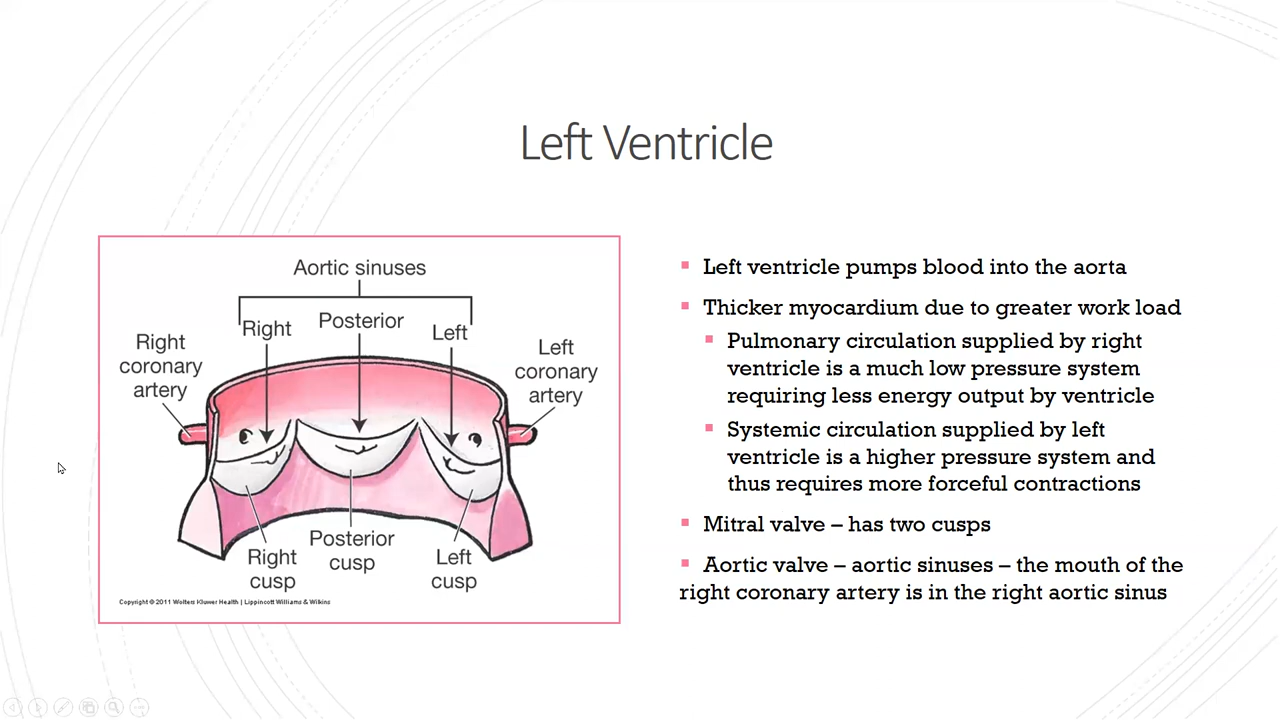 Left Ventricle
Aortic sinuses
Right
Posterior
Left
Right
coronary
artery
Left
coronary
artery
Right
cusp
Posterior
cusp
Left
cusp
Copyright © 2011 Wolters Kluwer Health | Lippincott Williams & Wilkins
Left ventricle pumps blood into the aorta
Thicker myocardium due to greater work load
Pulmonary circulation supplied by right
ventricle is a much low pressure system
requiring less energy output by ventricle
Systemic circulation supplied by left
ventricle is a higher pressure system and
thus requires more forceful contractions
Mitral valve – has two cusps
Aortic valve – aortic sinuses – the mouth of the
right coronary artery is in the right aortic sinus